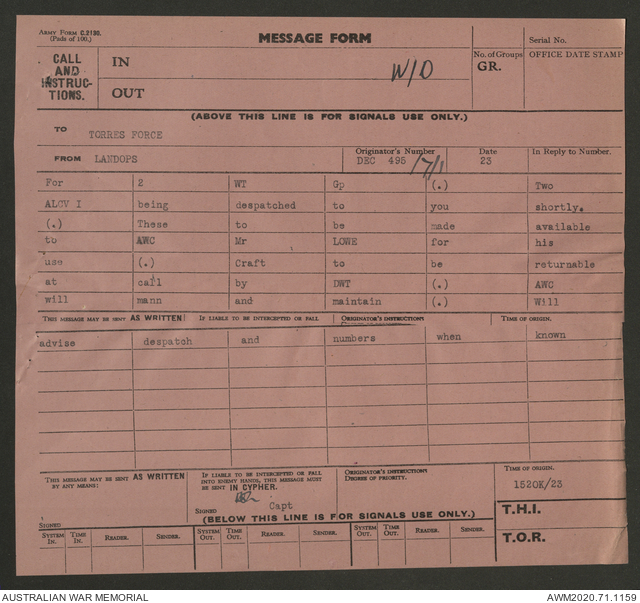 ARMY FORM C.2130.
(Pads of 100.)
MESSAGE FORM
Serial No.
CALL AND INSTRUC-TIONS.
IN
W/O
No. of Groups
GR.
OFFICE DATE STAMP
OUT
(ABOVE THIS LINE IS FOR SIGNALS USE ONLY.)
TO TORRES FORCE
FROM LANDOPS
Originator's Number
DEC 495/7/1
Date
23
In Reply to Number.
For 2 WT Gp (.) Two
ALCV I being despatched to you shortly.
(.) These to be made available
to AWC Mr LOWE for his
use (.) Craft to be returnable
at call by DWT (.) AWC
will mann and maintain (.) Will
THIS MESSAGE MAY BE SENT AS WRITTEN IF LIABLE TO BE INTERCEPTED OR FALL ORIGINATOR'S INSTRUCTIONS TIME OF ORIGIN.
advise despatch and numbers when known
THIS MESSAGE MAY BE SENT AS WRITTEN BY ANY MEANS:
IF LIABLE TO BE INTERCEPTED OR FALL INTO ENEMY HANDS, THIS MESSAGE MUST BE SENT IN CYPHER.
ORIGINATOR'S INSTRUCTIONS DEGREE OF PRIORITY.
TIME OF ORIGIN.
1520K/23
SIGNED
SIGNED Capt
T.H.I.
(BELOW THIS LINE IS FOR SIGNALS USE ONLY.)
SYSTEM IN. TIME IN. READER. SENDER. SYSTEM OUT. TIME OUT. READER. SENDER. SYSTEM OUT. TIME OUT. READER. SENDER.
T.O.R.
AUSTRALIAN WAR MEMORIAL
AWM2020.71.1159